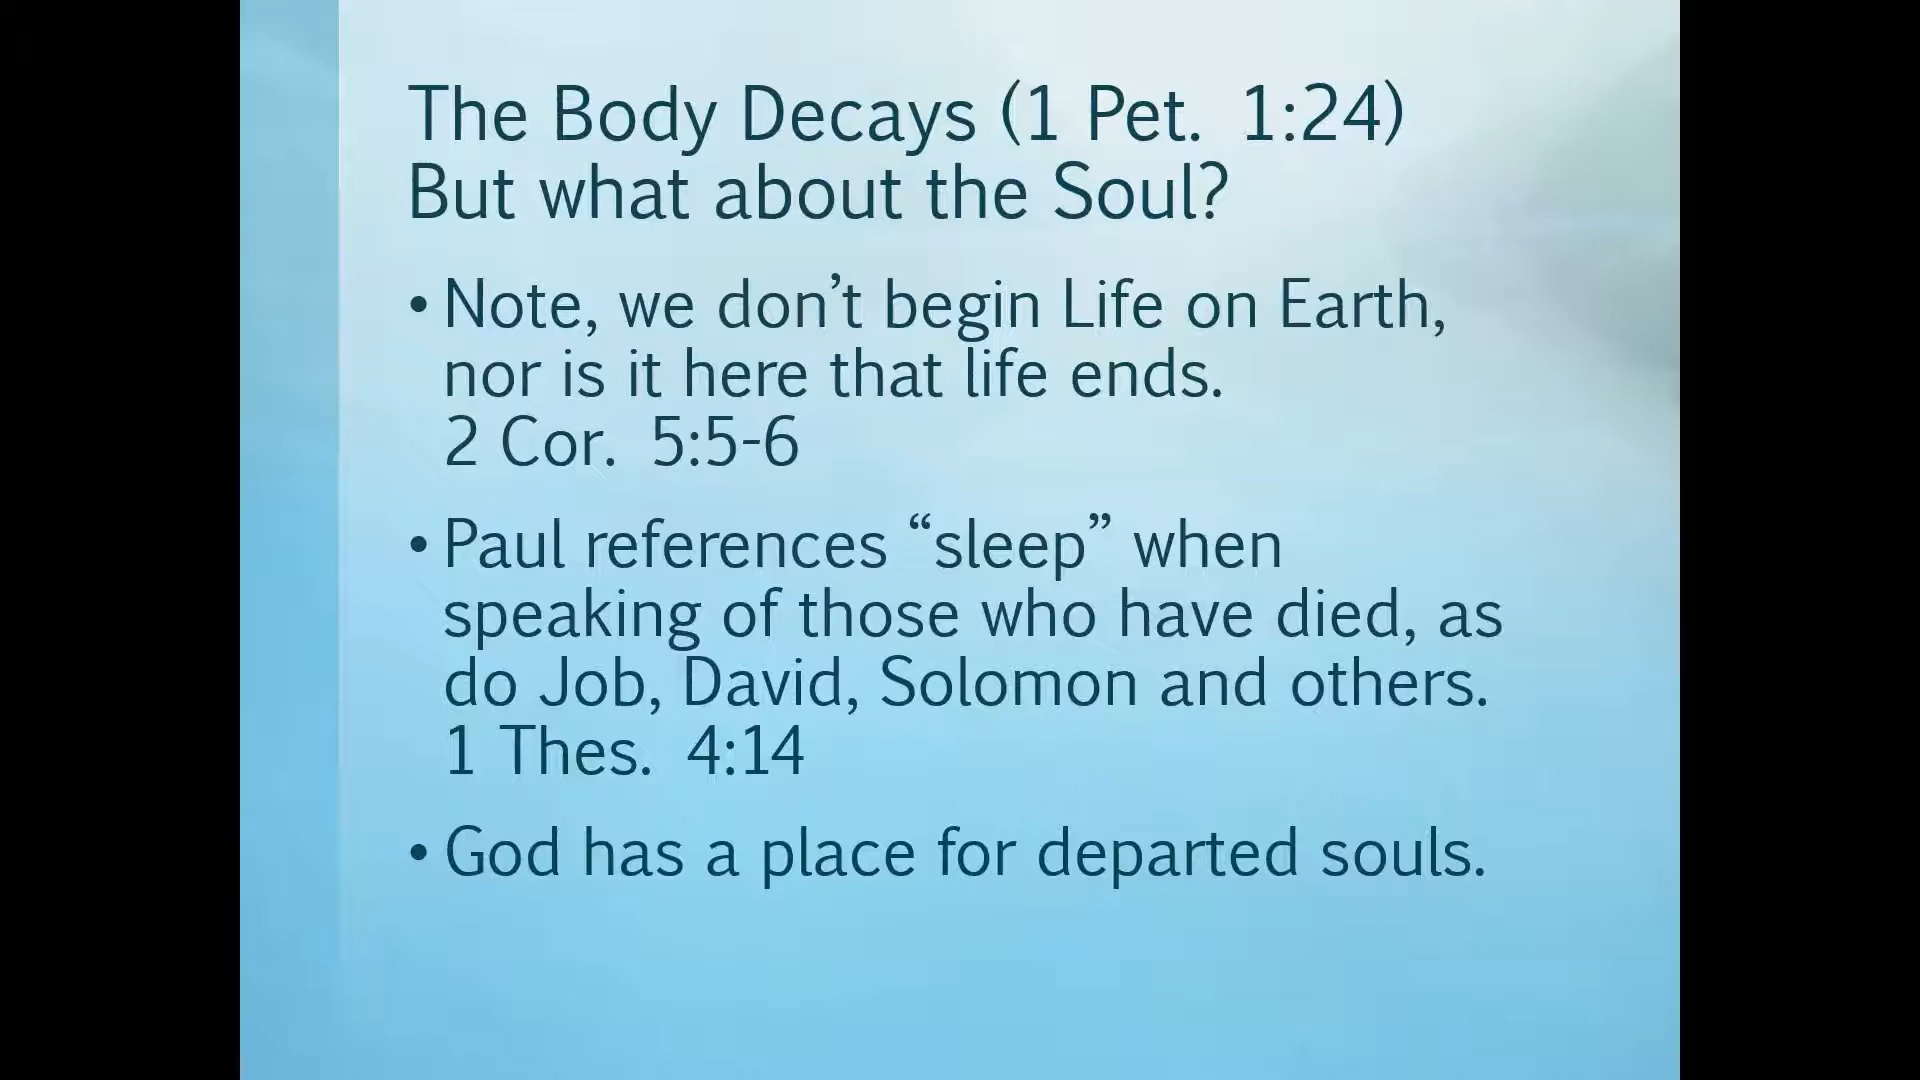 The Body Decays (1 Pet. 1:24)
But what about the Soul?
• Note, we don’t begin Life on Earth,
nor is it here that life ends.
2 Cor. 5:5-6
• Paul references “sleep” when
speaking of those who have died, as
do Job, David, Solomon and others.
1 Thes. 4:14
• God has a place for departed souls.